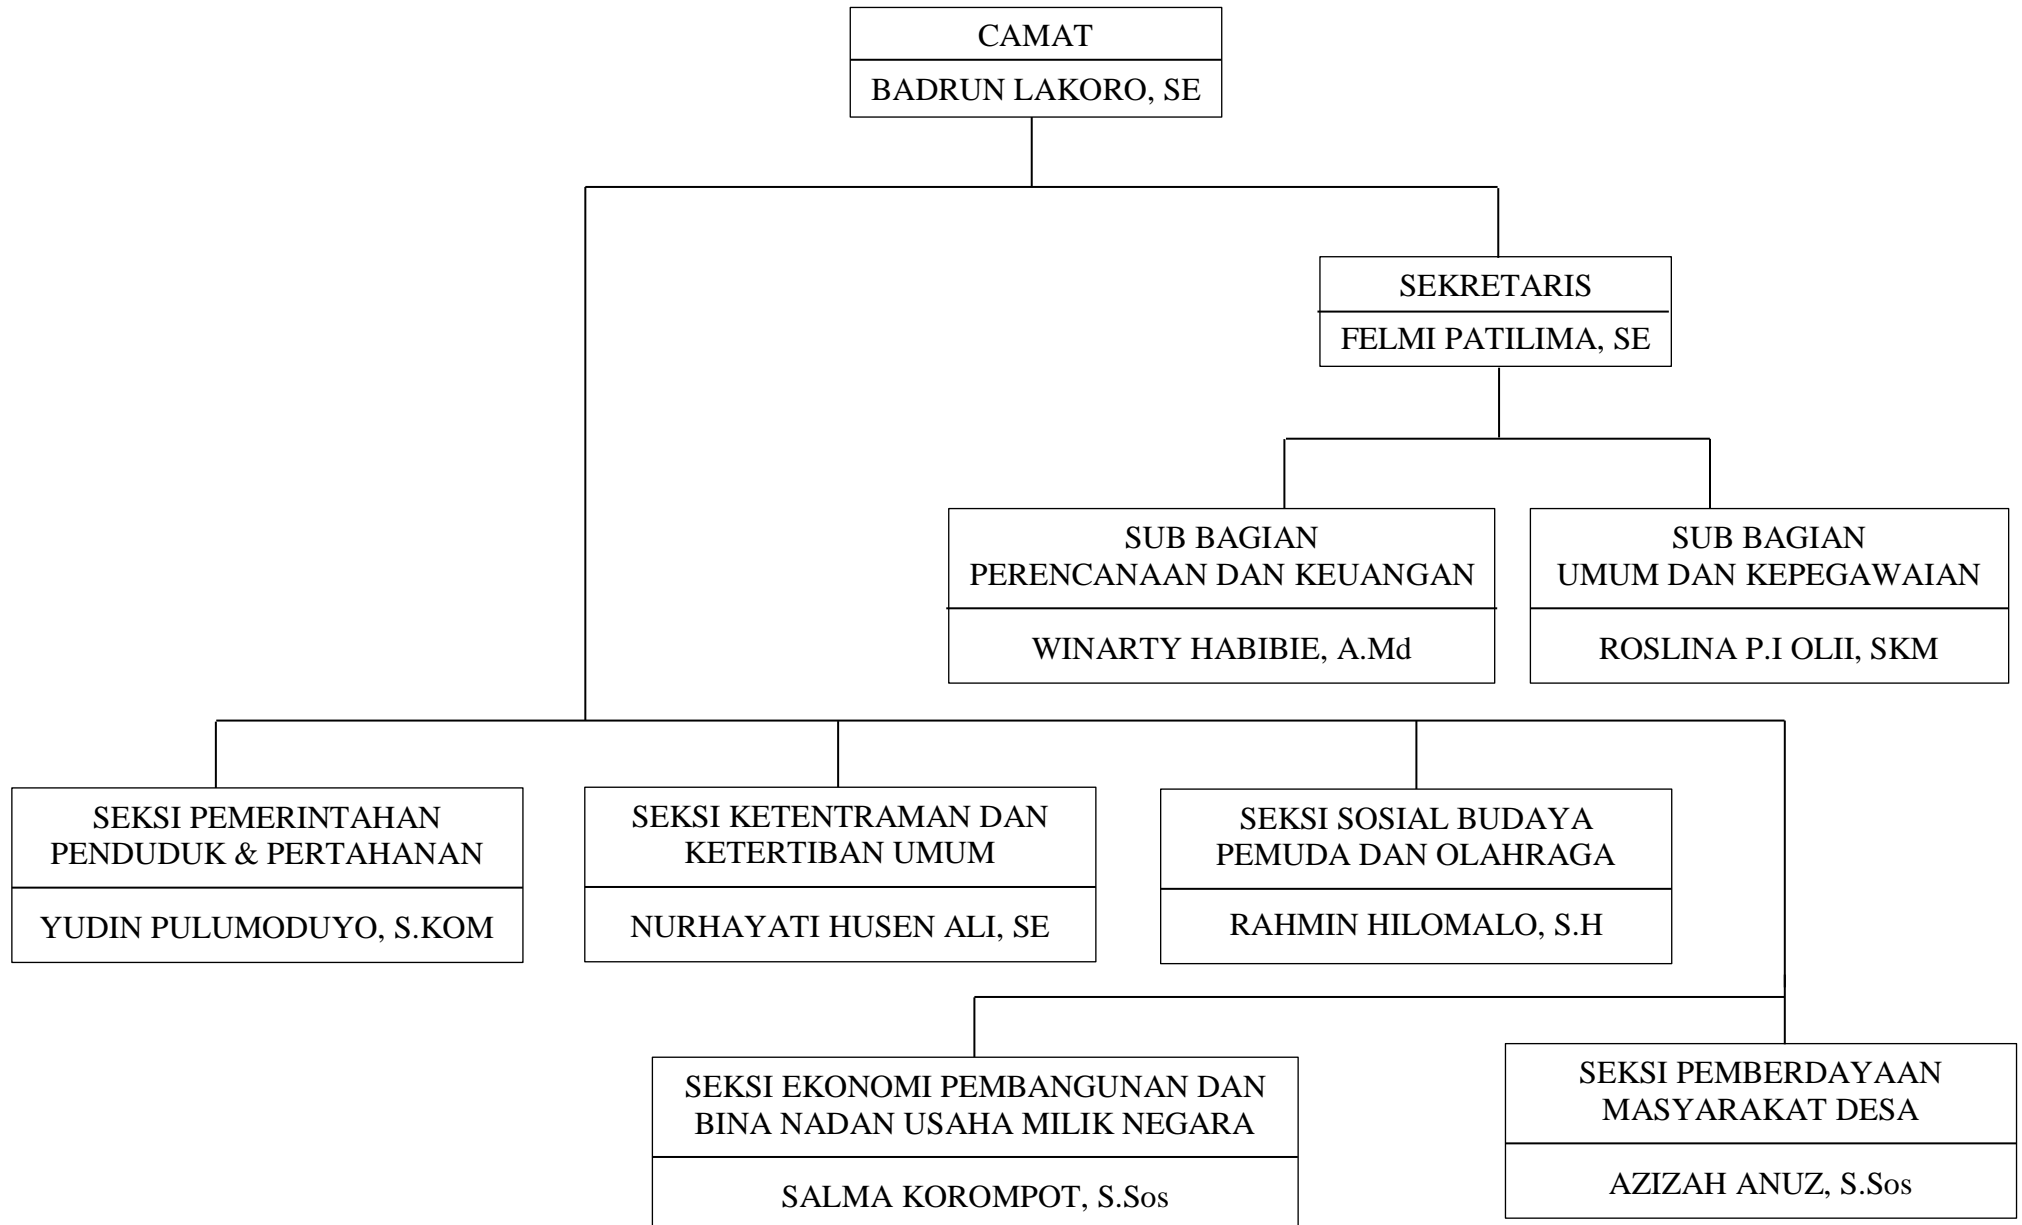 CAMAT
BADRUN LAKORO, SE
SEKRETARIS
FELMI PATILIMA, SE
SUB BAGIAN
PERENCANAAN DAN KEUANGAN
WINARTY HABIBIE, A.Md
SUB BAGIAN
UMUM DAN KEPEGAWAIAN
ROSLINA P.I OLII, SKM
SEKSI PEMERINTAHAN
PENDUDUK & PERTAHANAN
YUDIN PULUMODUYO, S.KOM
SEKSI KETENTRAMAN DAN
KETERTIBAN UMUM
NURHAYATI HUSEN ALI, SE
SEKSI SOSIAL BUDAYA
PEMUDA DAN OLAHRAGA
RAHMIN HILOMALO, S.H
SEKSI EKONOMI PEMBANGUNAN DAN
BINA NADAN USAHA MILIK NEGARA
SALMA KOROMPOT, S.Sos
SEKSI PEMBERDAYAAN
MASYARAKAT DESA
AZIZAH ANUZ, S.Sos